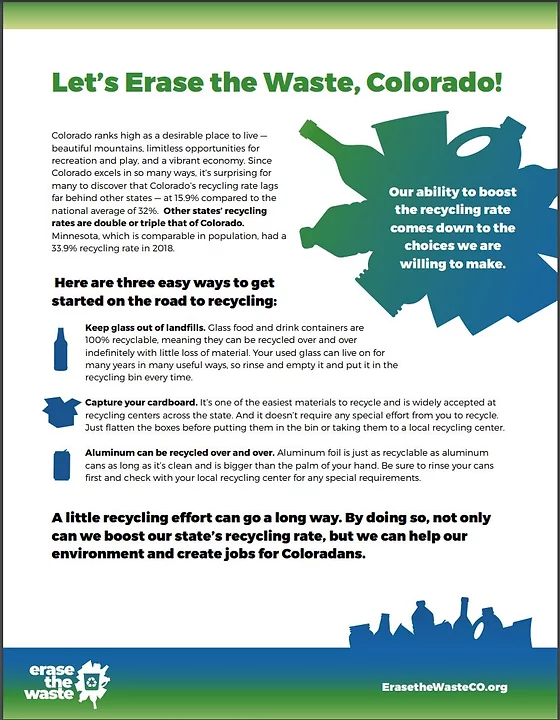 Let's Erase the Waste, Colorado!
Colorado ranks high as a desirable place to live —
beautiful mountains, limitless opportunities for
recreation and play, and a vibrant economy. Since
Colorado excels in so many ways, it's surprising for
many to discover that Colorado's recycling rate lags
far behind other states — at 15.9% compared to the
national average of 32%. Other states' recycling
rates are double or triple that of Colorado.
Minnesota, which is comparable in population, had a
33.9% recycling rate in 2018.
Our ability to boost
the recycling rate
comes down to the
choices we are
willing to make.
Here are three easy ways to get
started on the road to recycling:
Keep glass out of landfills. Glass food and drink containers are
100% recyclable, meaning they can be recycled over and over
indefinitely with little loss of material. Your used glass can live on for
many years in many useful ways, so rinse and empty it and put it in the
recycling bin every time.
Capture your cardboard. It's one of the easiest materials to recycle and is widely accepted at
recycling centers across the state. And it doesn't require any special effort from you to recycle.
Just flatten the boxes before putting them in the bin or taking them to a local recycling center.
Aluminum can be recycled over and over. Aluminum foil is just as recyclable as aluminum
cans as long as it's clean and is bigger than the palm of your hand. Be sure to rinse your cans
first and check with your local recycling center for any special requirements.
A little recycling effort can go a long way. By doing so, not only
can we boost our state's recycling rate, but we can help our
environment and create jobs for Coloradans.
erase
the
waste
ErasetheWasteCO.org